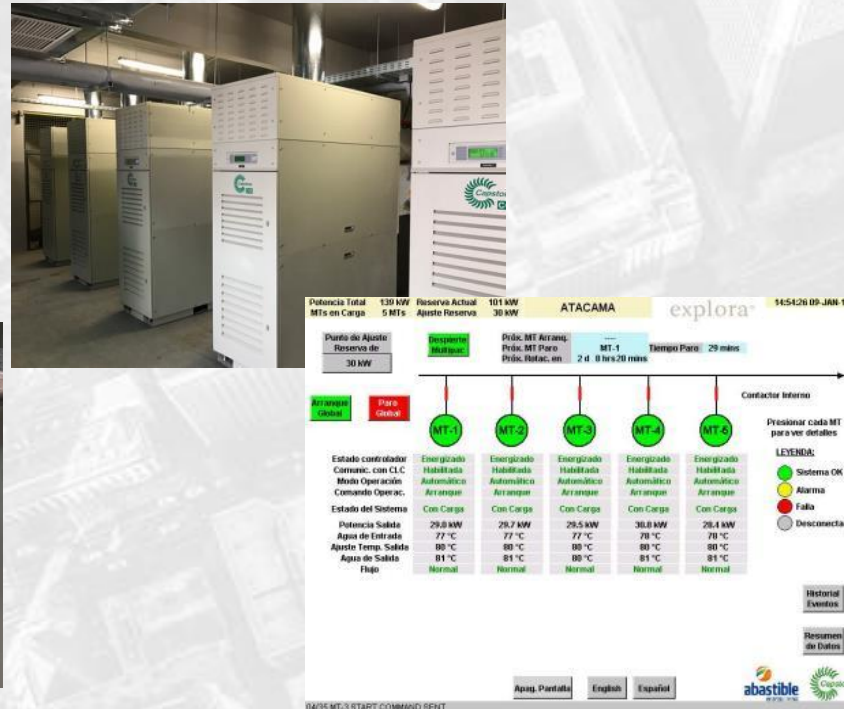 Capstone
Potencia Total 139 kW Reserva Actual 101 kW
MTs en Carga 5 MTs Ajuste Reserva 30 kW
ATACAMA
explora
14:54:26 09-JAN-1
Punto de Ajuste
Reserva de
30 kW
Despierte
Multipac
Próx. MT Arranq. ----
Próx. MT Paro MT-1 Tiempo Paro 29 mins
Próx. Rotac. en 2 d 0 hrs 20 mins
Contactor Interno
Arranque
Global
Paro
Global
MT-1 MT-2 MT-3 MT-4 MT-5
Presionar cada MT
para ver detalles
LEYENDA:
Sistema OK
Alarma
Falla
Desconecta
Estado controlador Energizado Energizado Energizado Energizado Energizado
Comunic. con CLC Habilitada Habilitada Habilitada Habilitada Habilitada
Modo Operación Automático Automático Automático Automático Automático
Comando Operac. Arranque Arranque Arranque Arranque Arranque
Estado del Sistema Con Carga Con Carga Con Carga Con Carga Con Carga
Potencia Salida 29.7 kW 29.5 kW 30.8 kW 28.4 kW
Agua de Entrada 77 °C 77 °C 77 °C 78 °C 78 °C
Ajuste Temp. Salida 80 °C 80 °C 80 °C 80 °C 80 °C
Agua de Salida 81 °C 81 °C 80 °C 81 °C 81 °C
Flujo Normal Normal Normal Normal Normal
Historial
Eventos
Resumen
de Datos
Apag. Pantalla English Español
abastible
Capsto
04/35 MT-3 START COMMAND SENT